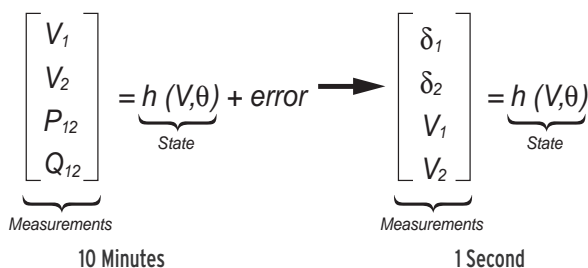 V1
V2
P12
Q12
= h (V,θ) + error
State
Measurements
10 Minutes
δ1
δ2
V1
V2
= h (V,θ)
State
Measurements
1 Second